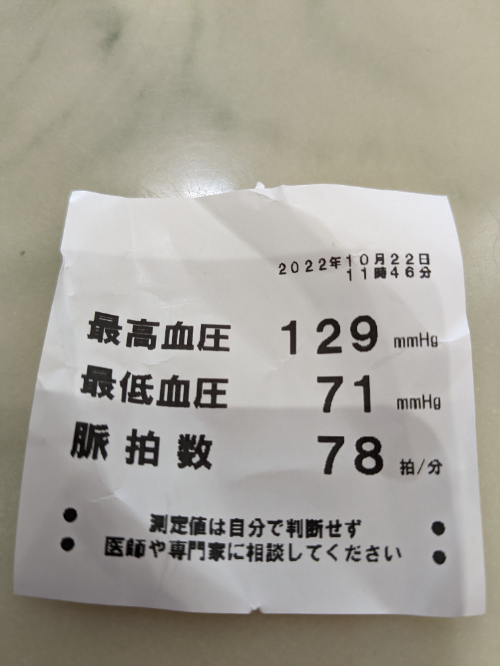 2022年10月22日
11時46分
最高血圧 129 mmHg
最低血圧 71 mmHg
脈拍数 78 拍/分
測定値は自分で判断せず
医師や専門家に相談してください